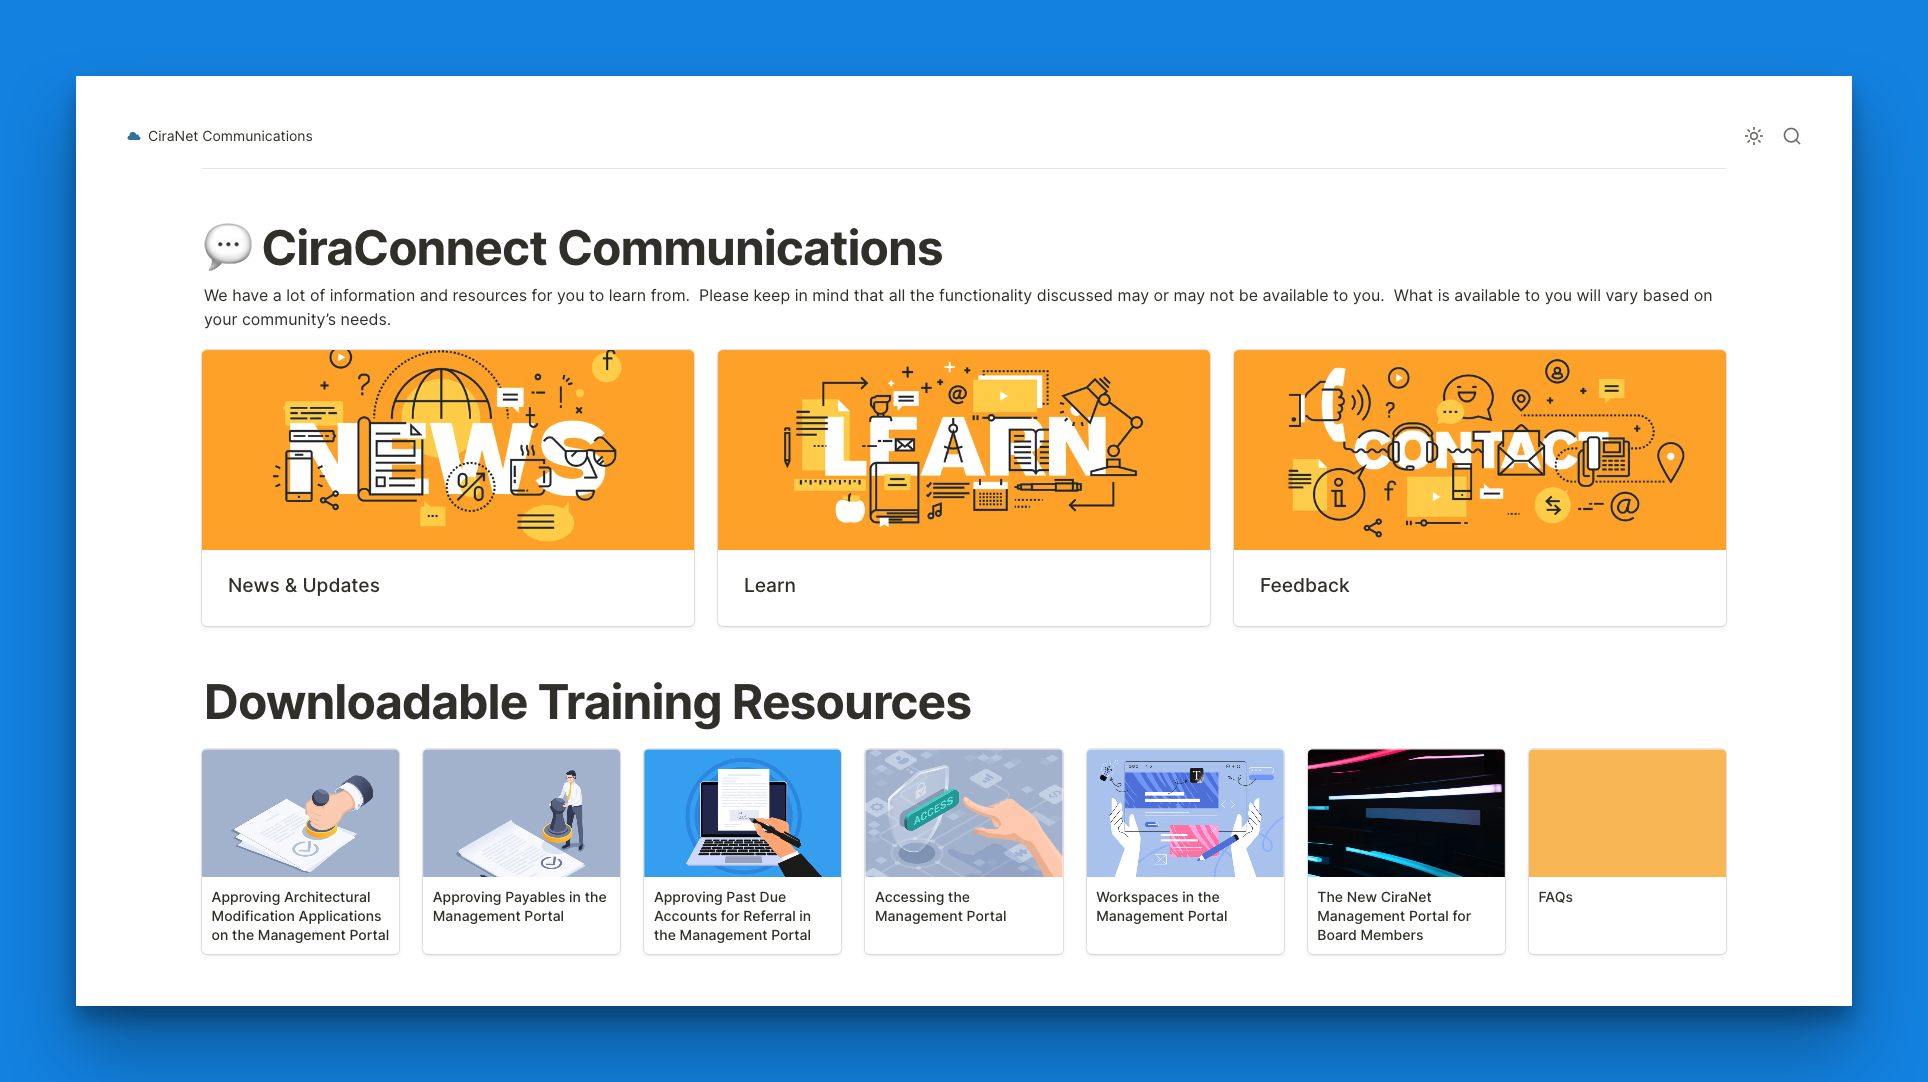 CiraNet Communications
CiraConnect Communications
We have a lot of information and resources for you to learn from.  Please keep in mind that all the functionality discussed may or may not be available to you.  What is available to you will vary based on
your community’s needs.
NEWS
LEARN
CONTACT
News & Updates
Learn
Feedback
Downloadable Training Resources
ACCESS
T
Approving Architectural
Modification Applications
on the Management Portal
Approving Payables in the
Management Portal
Approving Past Due
Accounts for Referral in
the Management Portal
Accessing the
Management Portal
Workspaces in the
Management Portal
The New CiraNet
Management Portal for
Board Members
FAQs